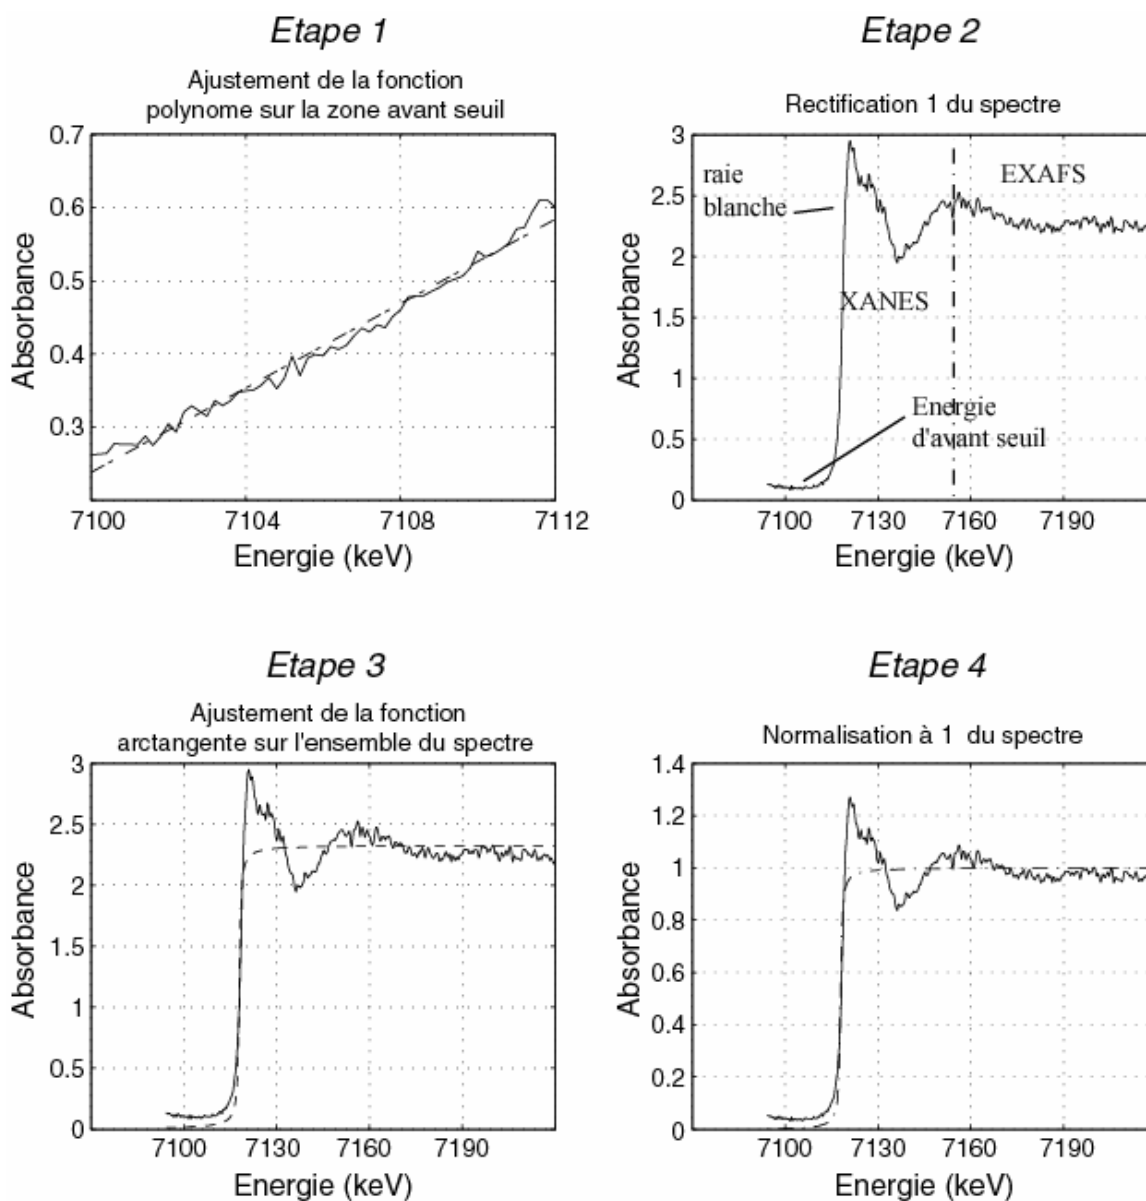 Etape 1
Ajustement de la fonction
polynome sur la zone avant seuil
0.7
0.6
0.5
0.4
0.3
Absorbance
7100 7104 7108 7112
Energie (keV)
Etape 2
Rectification 1 du spectre
3
2.5
2
1.5
1
0.5
0
Absorbance
raie
blanche
EXAFS
XANES
Energie
d'avant seuil
7100 7130 7160 7190
Energie (keV)
Etape 3
Ajustement de la fonction
arctangente sur l'ensemble du spectre
3
2.5
2
1.5
1
0.5
0
Absorbance
7100 7130 7160 7190
Energie (keV)
Etape 4
Normalisation à 1 du spectre
1.4
1.2
1
0.8
0.6
0.4
0.2
0
Absorbance
7100 7130 7160 7190
Energie (keV)